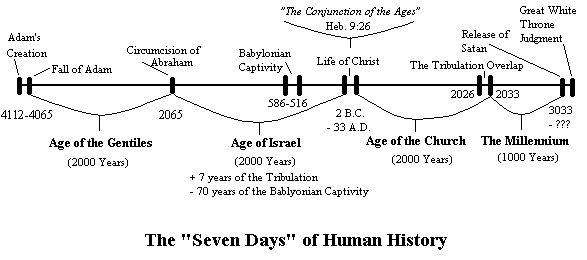 "The Conjunction of the Ages"
Heb. 9:26
Great White
Throne
Judgment
Adam's
Creation
Fall of Adam
Circumcision of
Abraham
Babylonian
Captivity
Life of Christ
The Tribulation Overlap
Release of
Satan
4112-4065
2065
586-516
2 B.C.
- 33 A.D.
2026
2033
3033
- ???
Age of the Gentiles
(2000 Years)
Age of Israel
(2000 Years)
+ 7 years of the Tribulation
- 70 years of the Bablyonian Captivity
Age of the Church
(2000 Years)
The Millennium
(1000 Years)
The "Seven Days" of Human History